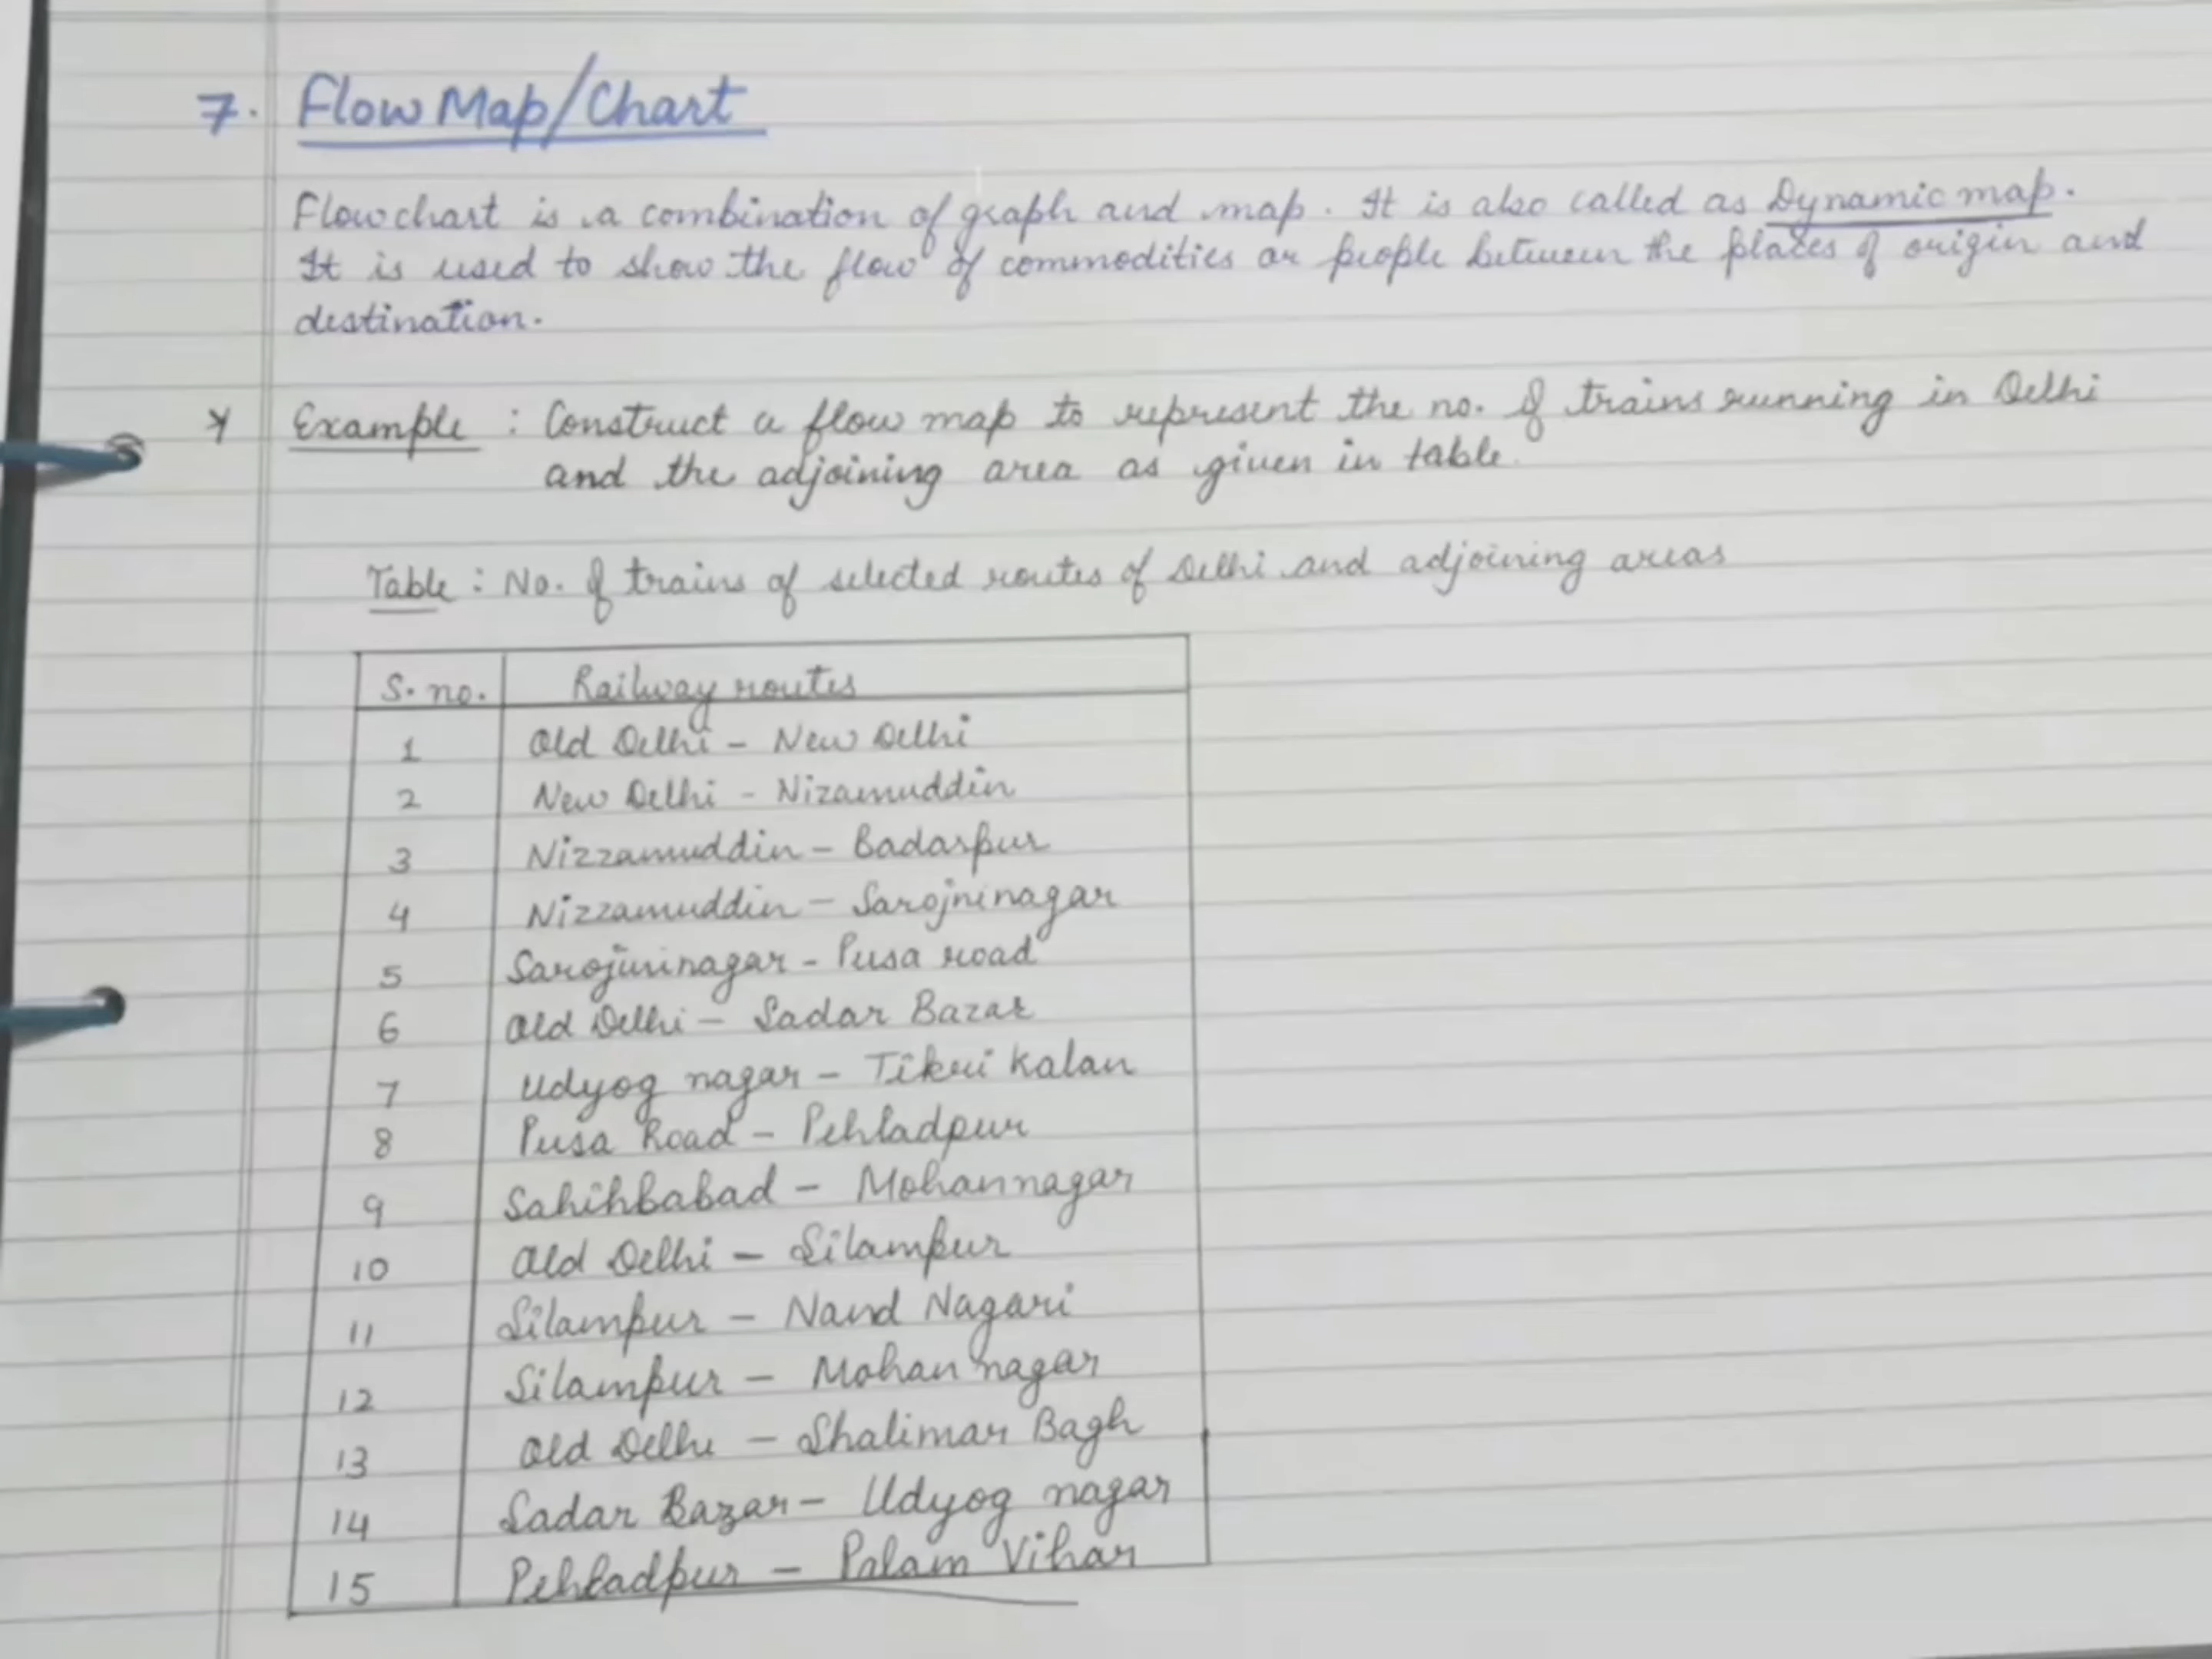 7. Flow Map/Chart
Flowchart is a combination of graph and map. It is also called as Dynamic map.
It is used to show the flow of commodities or people between the places of origin and
destination.
* Example : Construct a flow map to represent the no. of trains running in Delhi
and the adjoining area as given in table.
Table : No. of trains of selected routes of Delhi and adjoining areas
S. no. Railway routes
1 Old Delhi - New Delhi
2 New Delhi - Nizamuddin
3 Nizzamuddin - Badarpur
4 Nizzamuddin - Sarojninagar
5 Sarojininagar - Pusa road
6 Old Delhi - Sadar Bazar
7 Udyog nagar - Tikri Kalan
8 Pusa Road - Pehladpur
9 Sahihbabad - Mohannagar
10 Old Delhi - Silampur
11 Silampur - Nand Nagari
12 Silampur - Mohan nagar
13 Old Delhi - Shalimar Bagh
14 Sadar Bazar - Udyog nagar
15 Pehladpur - Palam Vihar